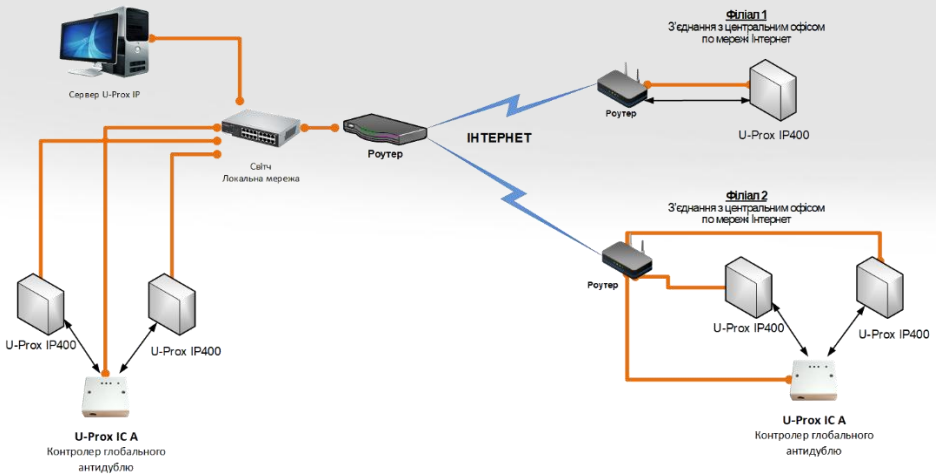 Філіал 1
З'єднання з центральним офісом
по мережі Інтернет
Сервер U-Prox IP
Роутер
U-Prox IP400
ІНТЕРНЕТ
Роутер
Світч
Локальна мережа
Філіал 2
З'єднання з центральним офісом
по мережі Інтернет
Роутер
U-Prox IP400
U-Prox IP400
U-Prox IP400
U-Prox IP400
U-Prox IC A
Контролер глобального
антидублю
U-Prox IC A
Контролер глобального
антидублю